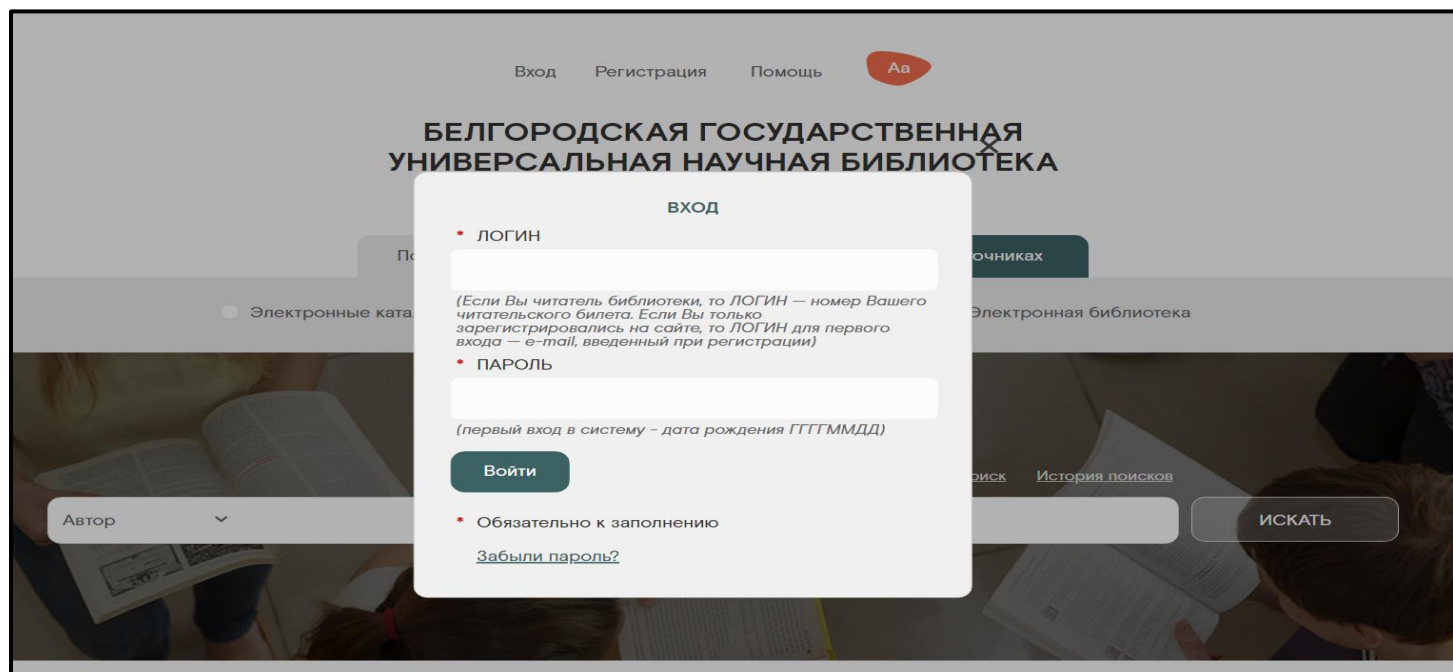 Вход Регистрация Помощь Aa
БЕЛГОРОДСКАЯ ГОСУДАРСТВЕННАЯ
УНИВЕРСАЛЬНАЯ НАУЧНАЯ БИБЛИОТЕКА
ВХОД
* ЛОГИН
(Если Вы читатель библиотеки, то ЛОГИН — номер Вашего
читательского билета. Если Вы только
зарегистрировались на сайте, то ЛОГИН для первого
входа — e-mail, введенный при регистрации)
* ПАРОЛЬ
(первый вход в систему - дата рождения ГГГГММДД)
Войти
* Обязательно к заполнению
Забыли пароль?
Электронные
Электронная библиотека
История поисков
Автор
ИСКАТЬ